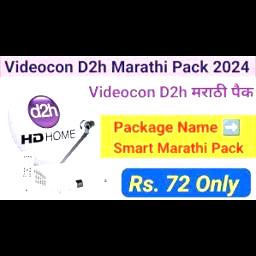 Videocon D2h Marathi Pack 2024
Videocon D2h मराठी पैक
d2h
HD HOME
Package Name ➡️
Smart Marathi Pack
Rs. 72 Only